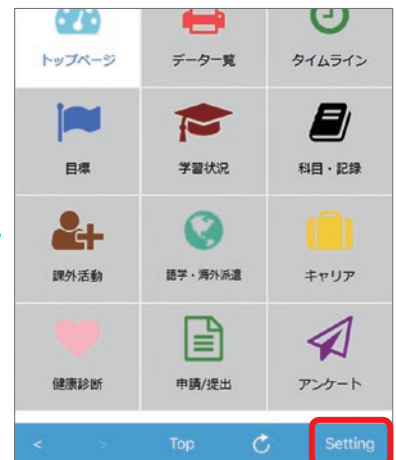 トップページ
データ一覧
タイムライン
目標
学習状況
科目・記録
課外活動
語学・海外派遣
キャリア
健康診断
申請/提出
アンケート
< > Top Setting